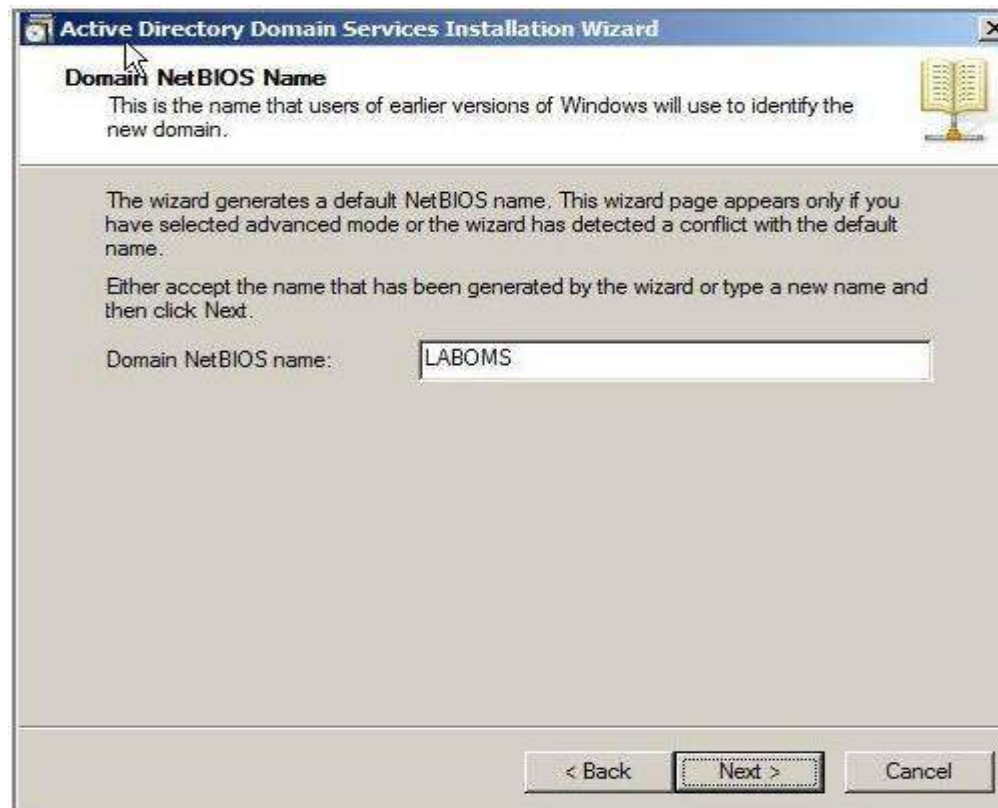 Active Directory Domain Services Installation Wizard
Domain NetBIOS Name
This is the name that users of earlier versions of Windows will use to identify the
new domain.
The wizard generates a default NetBIOS name. This wizard page appears only if you
have selected advanced mode or the wizard has detected a conflict with the default
name.
Either accept the name that has been generated by the wizard or type a new name and
then click Next.
Domain NetBIOS name: LABOMS
< Back Next > Cancel